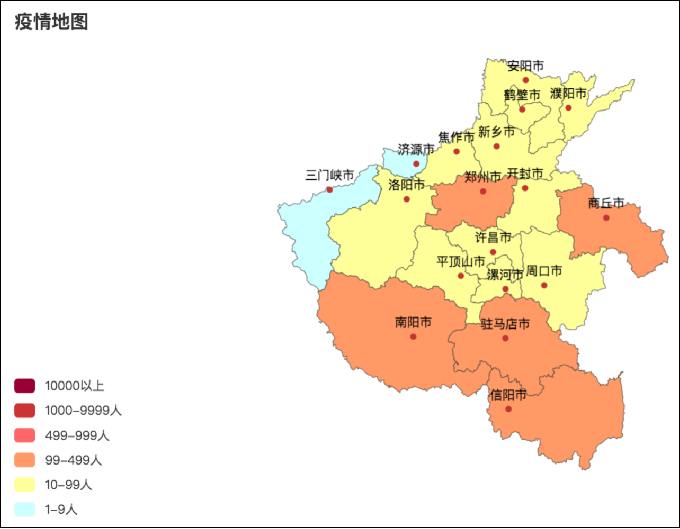 疫情地图
安阳市
鹤壁市
濮阳市
新乡市
焦作市
济源市
三门峡市
洛阳市
郑州市
开封市
商丘市
许昌市
平顶山市
漯河市
周口市
南阳市
驻马店市
信阳市
10000以上
1000-9999人
499-999人
99-499人
10-99人
1-9人